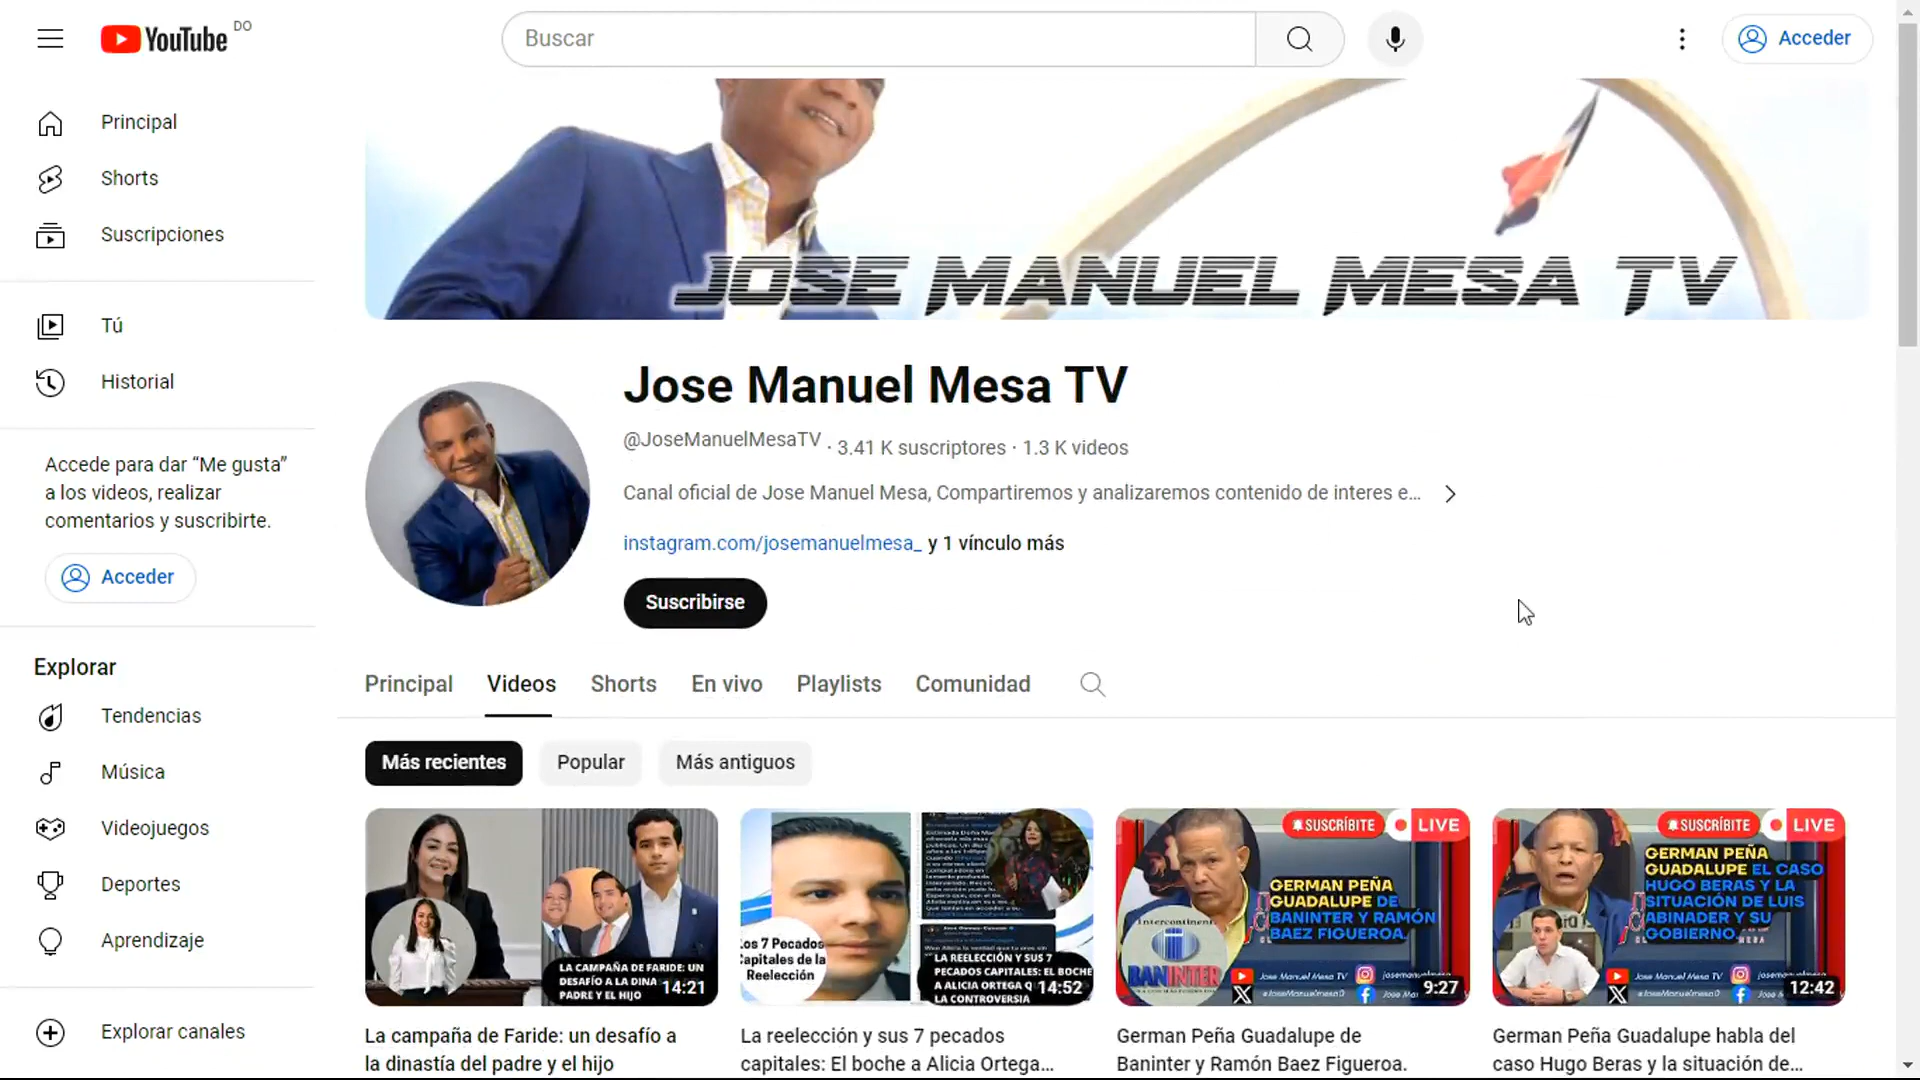 YouTube DO
Buscar
Acceder
Principal
Shorts
Suscripciones
Tú
Historial
Accede para dar “Me gusta”
a los videos, realizar
comentarios y suscribirte.
Acceder
Explorar
Tendencias
Música
Videojuegos
Deportes
Aprendizaje
Explorar canales
JOSE MANUEL MESA TV
Jose Manuel Mesa TV
@JoseManuelMesaTV · 3.41 K suscriptores · 1.3 K videos
Canal oficial de Jose Manuel Mesa, Compartiremos y analizaremos contenido de interes e...
instagram.com/josemanuelmesa_ y 1 vínculo más
Suscribirse
Principal Videos Shorts En vivo Playlists Comunidad
Más recientes Popular Más antiguos
LA CAMPAÑA DE FARIDE: UN
DESAFÍO A LA DINA
PADRE Y EL HIJO
14:21
La campaña de Faride: un desafío a
la dinastía del padre y el hijo
Los 7 Pecados
Capitales de la
Reelección
LA REELECCIÓN Y SUS 7
PECADOS CAPITALES: EL BOCHE
A ALICIA ORTEGA Q
LA CONTROVERSIA
14:52
La reelección y sus 7 pecados
capitales: El boche a Alicia Ortega...
SUSCRÍBITE LIVE
GERMAN PEÑA
GUADALUPE DE
BANINTER Y RAMÓN
BAEZ FIGUEROA.
Intercontinent
BANINTER
Jose Manuel Mesa TV
9:27
German Peña Guadalupe de
Baninter y Ramón Baez Figueroa.
SUSCRÍBITE LIVE
GERMAN PEÑA
GUADALUPE EL CASO
HUGO BERAS Y LA
SITUACIÓN DE LUIS
ABINADER Y SU
GOBIERNO.
Jose Manuel Mesa TV
12:42
German Peña Guadalupe habla del
caso Hugo Beras y la situación de...